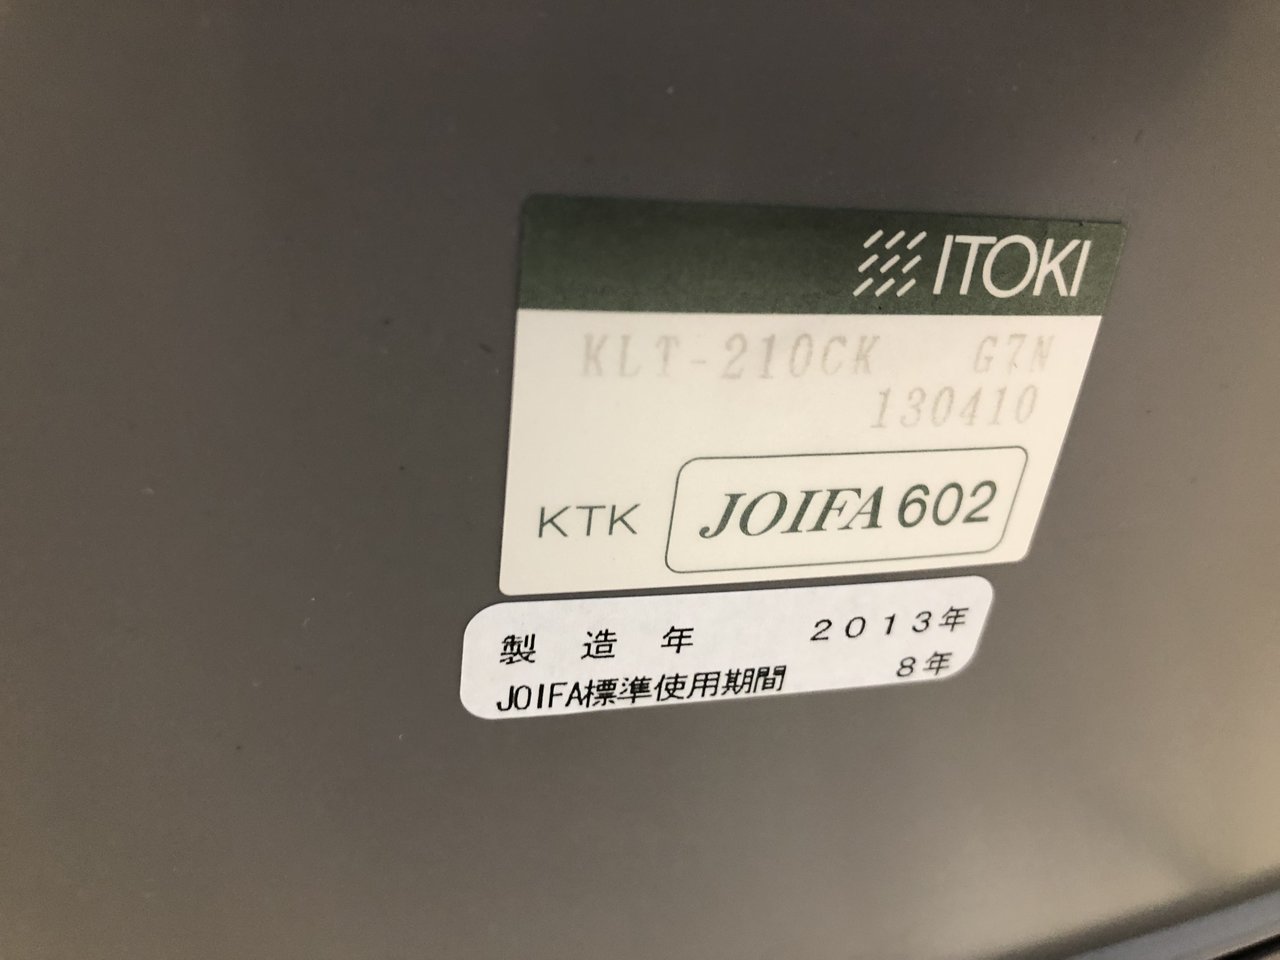 ITOKI
KLT-210CK G7N
130410
KTK JOIFA602
製造年 2013年
JOIFA標準使用期間 8年